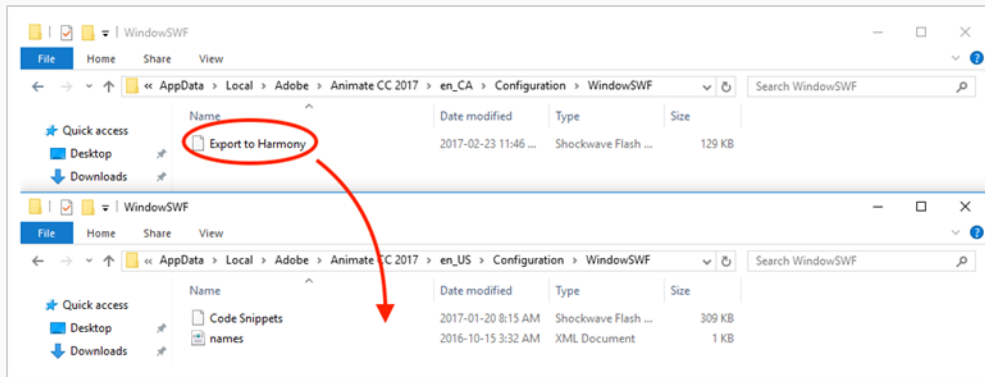 WindowSWF
File Home Share View
« AppData > Local > Adobe > Animate CC 2017 > en_CA > Configuration > WindowSWF Search WindowSWF
Name Date modified Type Size
Quick access
Export to Harmony 2017-02-23 11:46 ... Shockwave Flash ... 129 KB
Desktop
Downloads
WindowSWF
File Home Share View
« AppData > Local > Adobe > Animate CC 2017 > en_US > Configuration > WindowSWF Search WindowSWF
Name Date modified Type Size
Quick access
Code Snippets 2017-01-20 8:15 AM Shockwave Flash ... 309 KB
Desktop
names 2016-10-15 3:32 AM XML Document 1 KB
Downloads